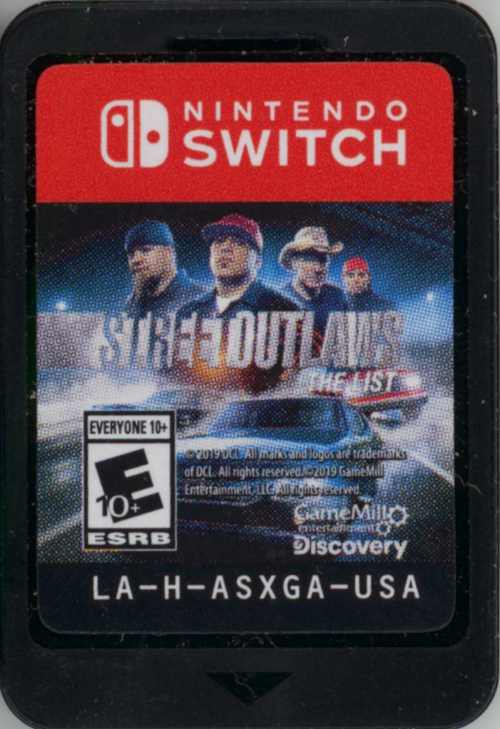 NINTENDO
SWITCH
STREET OUTLAWS
THE LIST
EVERYONE 10+
E
10+
ESRB
©2019 DCL. All marks and logos are trademarks
of DCL. All rights reserved.©2019 GameMill
Entertainment, LLC. All rights reserved.
GameMill
entertainment
Discovery
LA-H-ASXGA-USA